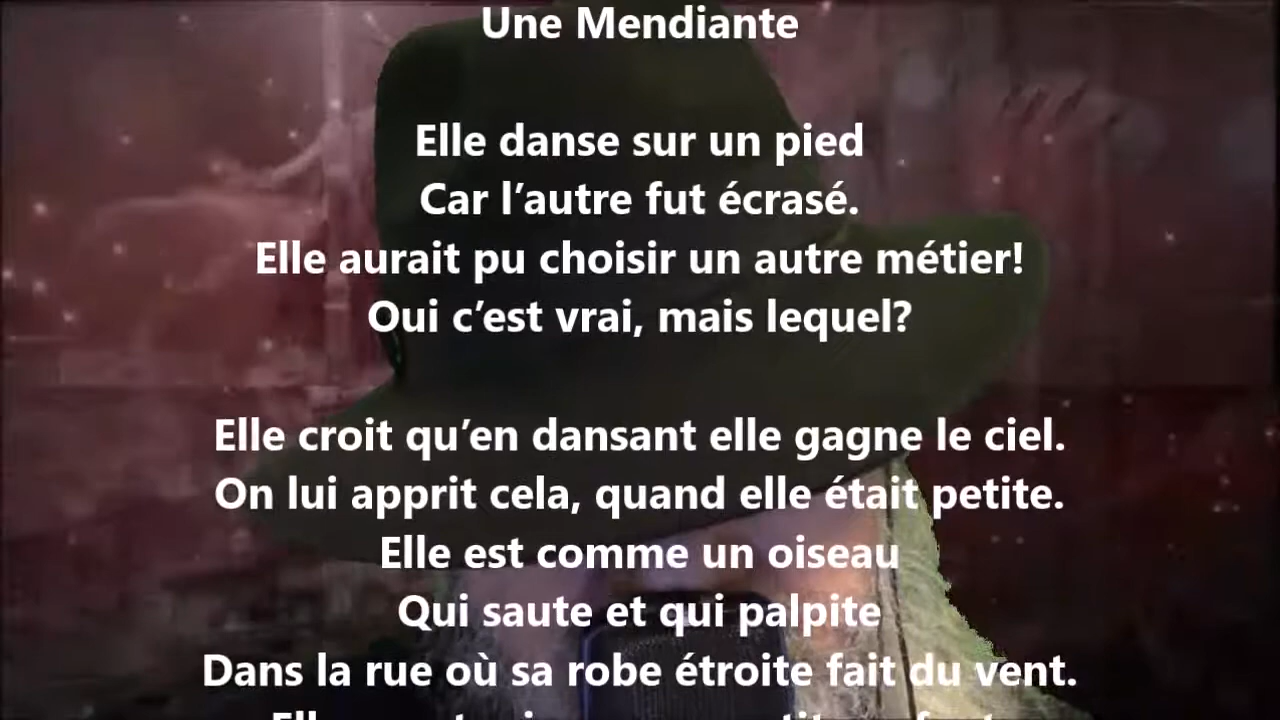 Une Mendiante
Elle danse sur un pied
Car l’autre fut écrasé.
Elle aurait pu choisir un autre métier!
Oui c’est vrai, mais lequel?
Elle croit qu’en dansant elle gagne le ciel.
On lui apprit cela, quand elle était petite.
Elle est comme un oiseau
Qui saute et qui palpite
Dans la rue où sa robe étroite fait du vent.